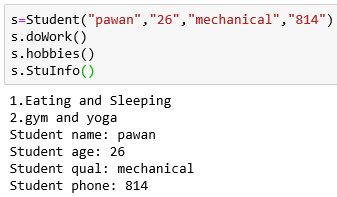 s=Student("pawan","26","mechanical","814")
s.doWork()
s.hobbies()
s.StuInfo()
1.Eating and Sleeping
2.gym and yoga
Student name: pawan
Student age: 26
Student qual: mechanical
Student phone: 814